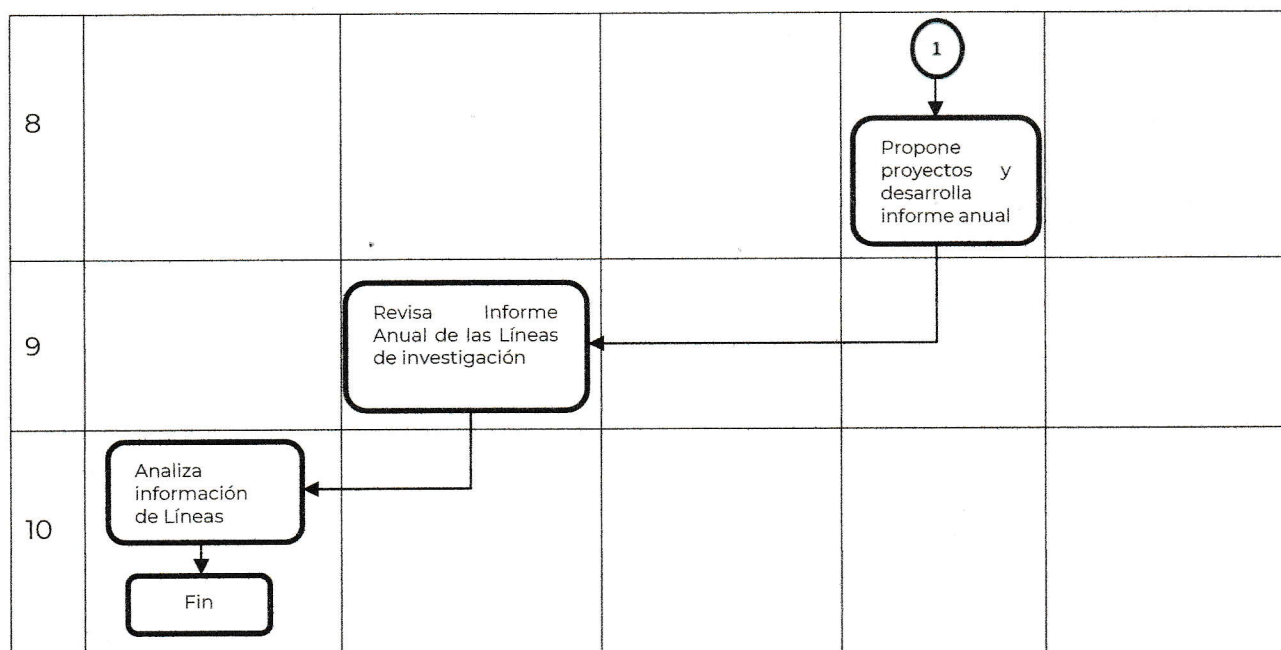 1
8
Propone
proyectos y
desarrolla
informe anual
Revisa Informe
Anual de las Líneas
de investigación
9
Analiza
información
de Líneas
10
Fin